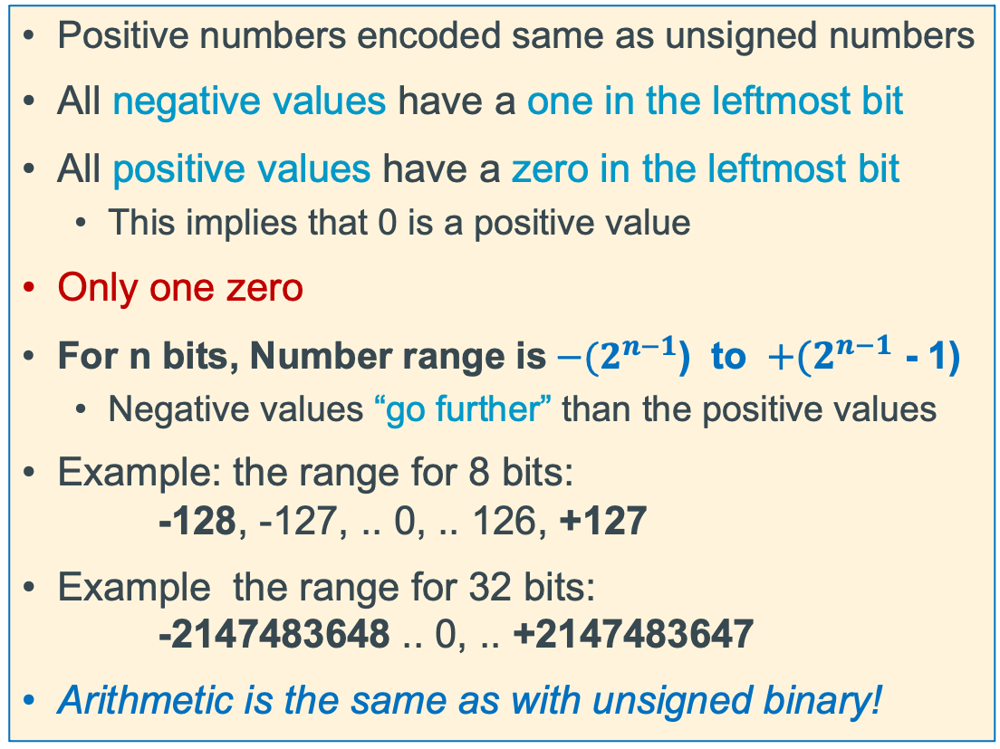 • Positive numbers encoded same as unsigned numbers
• All negative values have a one in the leftmost bit
• All positive values have a zero in the leftmost bit
• This implies that 0 is a positive value
• Only one zero
• For n bits, Number range is −(2ⁿ⁻¹) to +(2ⁿ⁻¹ - 1)
• Negative values “go further” than the positive values
• Example: the range for 8 bits:
-128, -127, .. 0, .. 126, +127
• Example the range for 32 bits:
-2147483648 .. 0, .. +2147483647
• Arithmetic is the same as with unsigned binary!